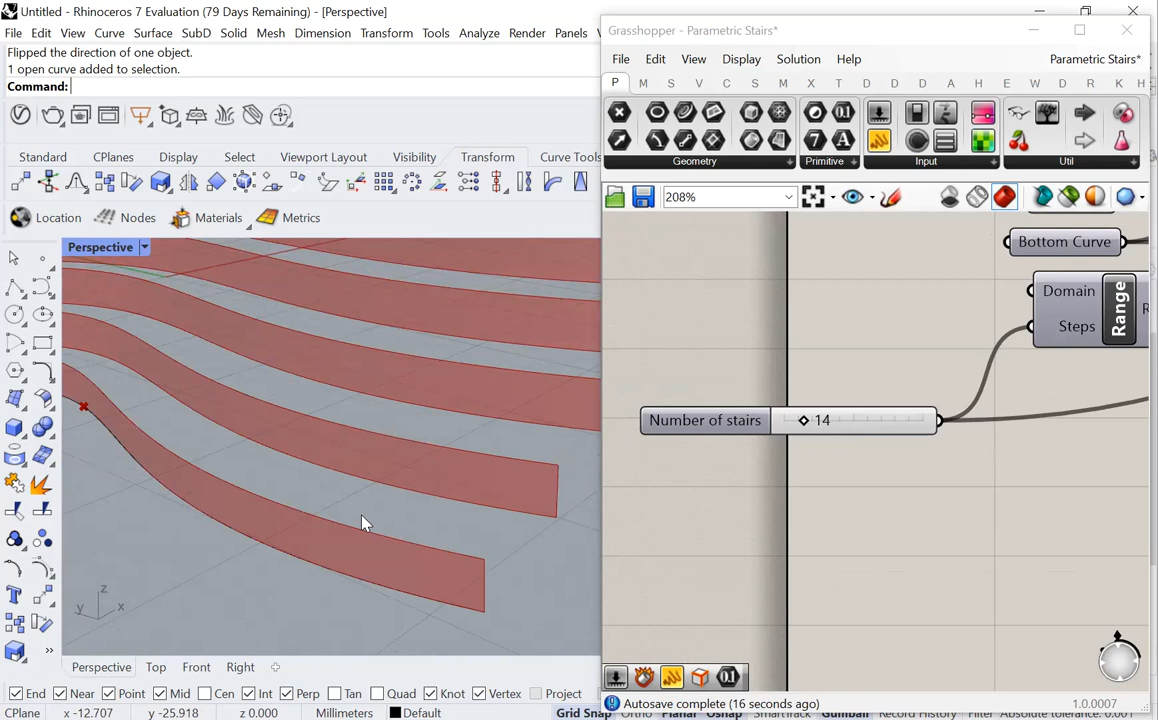 Untitled - Rhinoceros 7 Evaluation (79 Days Remaining) - [Perspective]
File Edit View Curve Surface SubD Solid Mesh Dimension Transform Tools Analyze Render Panels
Flipped the direction of one object.
1 open curve added to selection.
Command:
Standard CPlanes Display Select Viewport Layout Visibility Transform Curve Tools
Location Nodes Materials Metrics
Perspective
z
y x
Perspective Top Front Right
End Near Point Mid Cen Int Perp Tan Quad Knot Vertex Project
CPlane x -12.707 y -25.918 z 0.000 Millimeters Default Grid Snap Ortho Planar Osnap SmartTrack Gumball Record History Filter Absolute tolerance: 0.001
Grasshopper - Parametric Stairs*
File Edit View Display Solution Help Parametric Stairs*
P M S V C S M X T D D D A H E W D R K H
Geometry Primitive Input Util
208%
Bottom Curve
Domain
Steps
Range
R
Number of stairs 14
Autosave complete (16 seconds ago) 1.0.0007